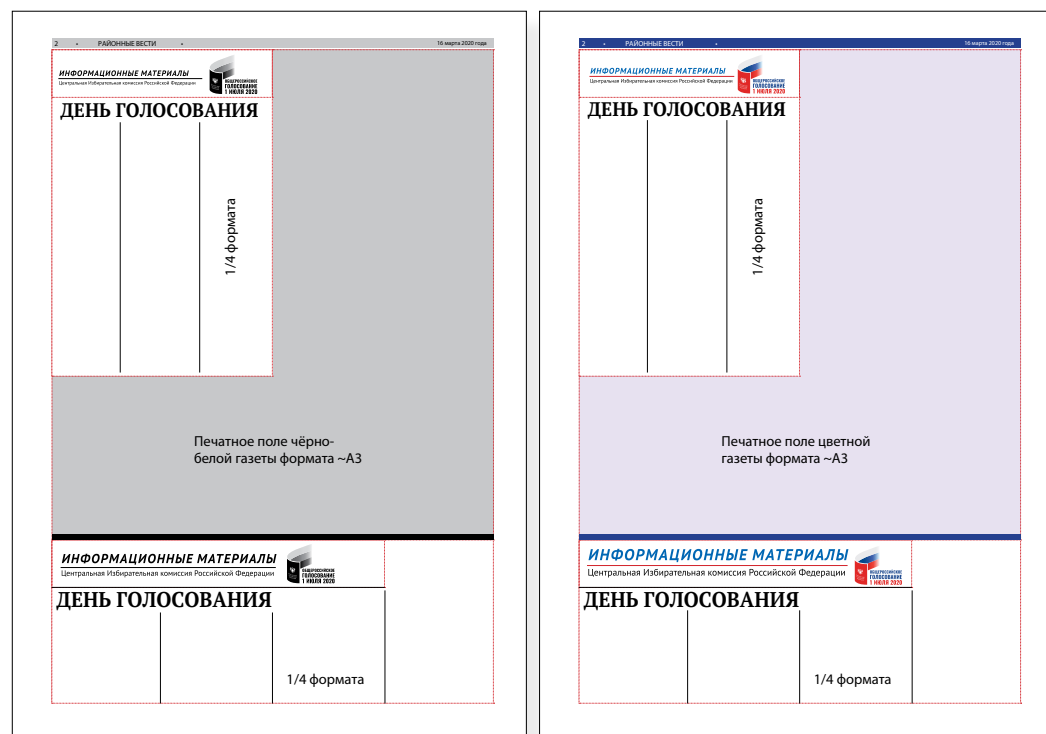 2 • РАЙОННЫЕ ВЕСТИ • 16 марта 2020 года
ИНФОРМАЦИОННЫЕ МАТЕРИАЛЫ
Центральная Избирательная комиссия Российской Федерации
ОБЩЕРОССИЙСКОЕ
ГОЛОСОВАНИЕ
1 ИЮЛЯ 2020
ДЕНЬ ГОЛОСОВАНИЯ
1/4 формата
Печатное поле чёрно-
белой газеты формата ~А3
ИНФОРМАЦИОННЫЕ МАТЕРИАЛЫ
Центральная Избирательная комиссия Российской Федерации
ОБЩЕРОССИЙСКОЕ
ГОЛОСОВАНИЕ
1 ИЮЛЯ 2020
ДЕНЬ ГОЛОСОВАНИЯ
1/4 формата
2 • РАЙОННЫЕ ВЕСТИ • 16 марта 2020 года
ИНФОРМАЦИОННЫЕ МАТЕРИАЛЫ
Центральная Избирательная комиссия Российской Федерации
ОБЩЕРОССИЙСКОЕ
ГОЛОСОВАНИЕ
1 ИЮЛЯ 2020
ДЕНЬ ГОЛОСОВАНИЯ
1/4 формата
Печатное поле цветной
газеты формата ~А3
ИНФОРМАЦИОННЫЕ МАТЕРИАЛЫ
Центральная Избирательная комиссия Российской Федерации
ОБЩЕРОССИЙСКОЕ
ГОЛОСОВАНИЕ
1 ИЮЛЯ 2020
ДЕНЬ ГОЛОСОВАНИЯ
1/4 формата